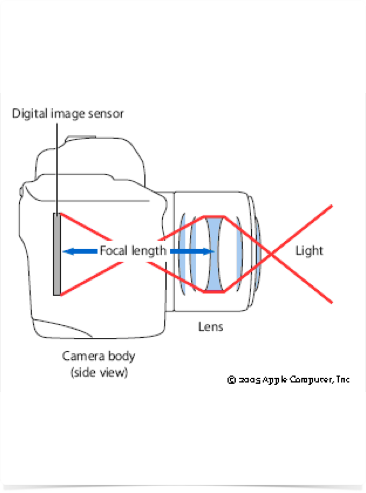 Digital image sensor
Focal length
Light
Lens
Camera body
(side view)
© 2005 Apple Computer, Inc